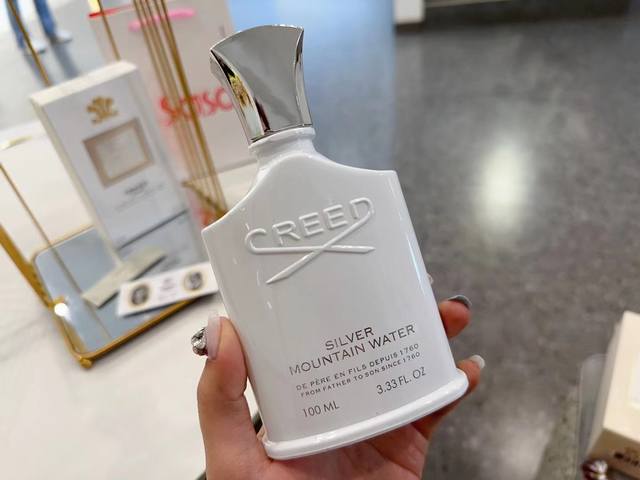 CREED
SILVER
MOUNTAIN WATER
DE PÈRE EN FILS DEPUIS 1760
FROM FATHER TO SON SINCE 1760
100 ML 3.33 FL. OZ